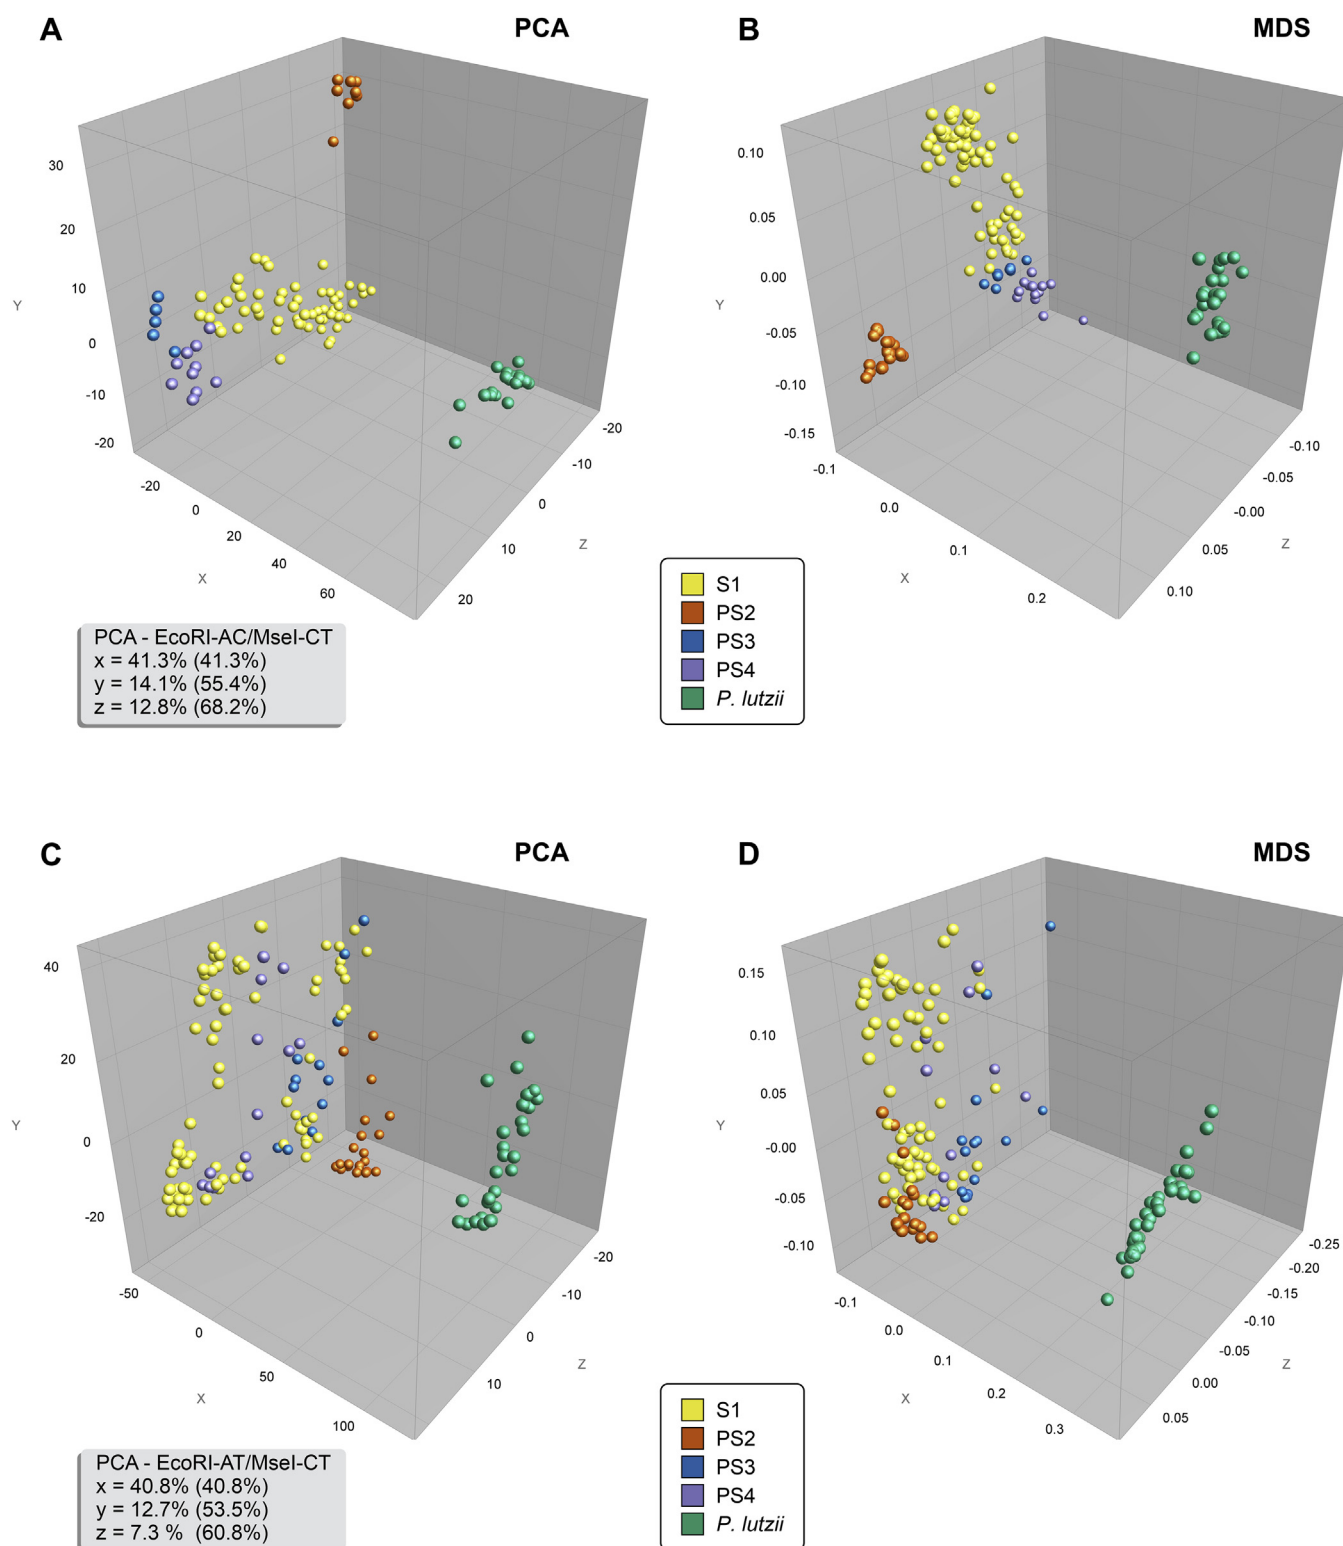 A PCA
30
20
10
0
-10
-20
Y
-20
0
20
40
60
X
-20
-10
0
10
20
Z
PCA - EcoRI-AC/MseI-CT
x = 41.3% (41.3%)
y = 14.1% (55.4%)
z = 12.8% (68.2%)
B MDS
0.10
0.05
0.00
-0.05
-0.10
-0.15
Y
-0.1
0.0
0.1
0.2
X
-0.10
-0.05
-0.00
0.05
0.10
Z
S1
PS2
PS3
PS4
P. lutzii
C PCA
40
20
0
-20
Y
-50
0
50
100
X
-20
-10
0
10
Z
PCA - EcoRI-AT/MseI-CT
x = 40.8% (40.8%)
y = 12.7% (53.5%)
z = 7.3 % (60.8%)
D MDS
0.15
0.10
0.05
-0.00
-0.05
-0.10
Y
-0.1
0.0
0.1
0.2
0.3
X
-0.25
-0.20
-0.15
-0.10
-0.05
0.00
0.05
Z
S1
PS2
PS3
PS4
P. lutzii